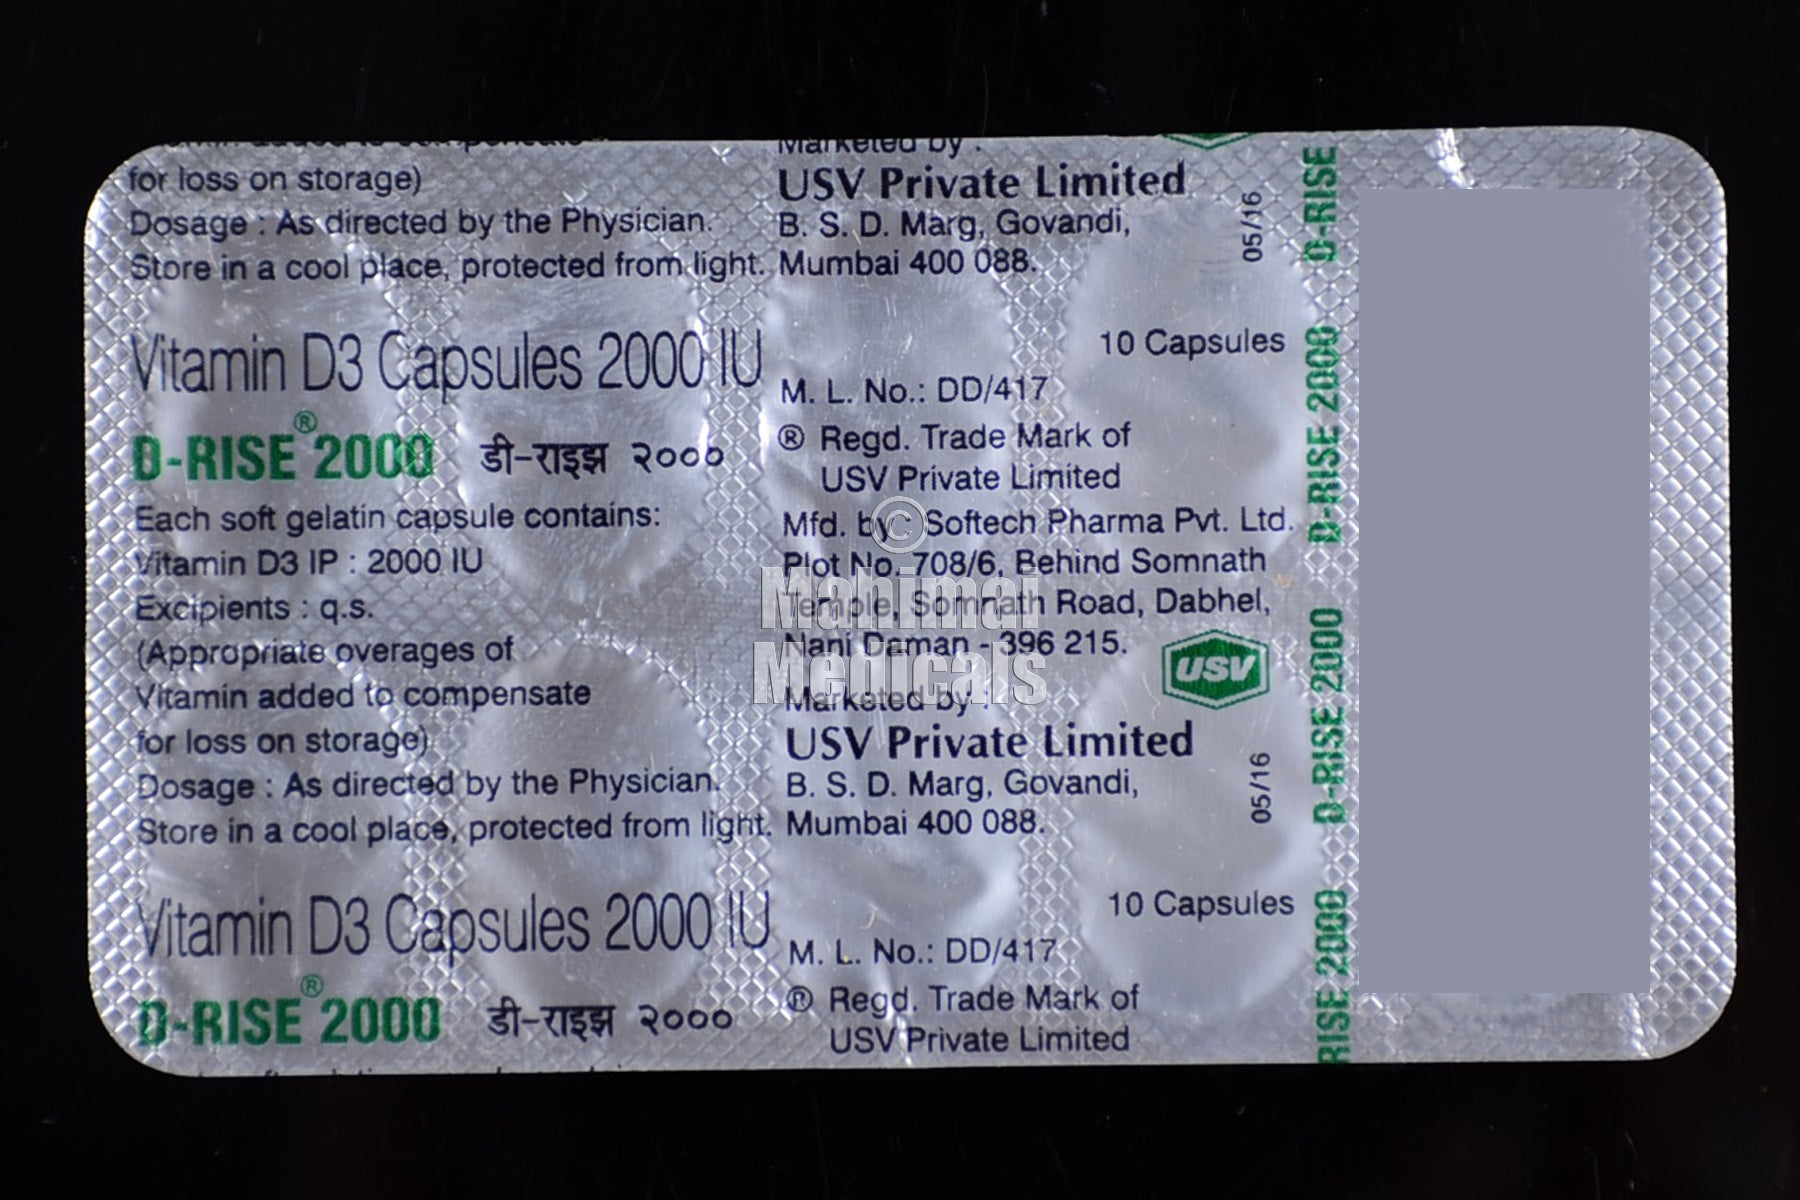 for loss on storage)
Dosage : As directed by the Physician.
Store in a cool place, protected from light.
Vitamin D3 Capsules 2000 IU
D-RISE® 2000 डी-राइझ २०००
Each soft gelatin capsule contains:
Vitamin D3 IP : 2000 IU
Excipients : q.s.
(Appropriate overages of
Vitamin added to compensate
for loss on storage)
Dosage : As directed by the Physician.
Store in a cool place, protected from light.
Vitamin D3 Capsules 2000 IU
D-RISE® 2000 डी-राइझ २०००
Marketed by :
USV Private Limited
B. S. D. Marg, Govandi,
Mumbai 400 088.
05/16
10 Capsules
M. L. No.: DD/417
® Regd. Trade Mark of
USV Private Limited
Mfd. by : Softech Pharma Pvt. Ltd.
Plot No. 708/6, Behind Somnath
Temple, Somnath Road, Dabhel,
Nani Daman - 396 215.
USV
Marketed by :
USV Private Limited
B. S. D. Marg, Govandi,
Mumbai 400 088.
05/16
10 Capsules
M. L. No.: DD/417
® Regd. Trade Mark of
USV Private Limited
D-RISE
D-RISE 2000
D-RISE 2000
RISE 2000
©
Mahimai
Medicals